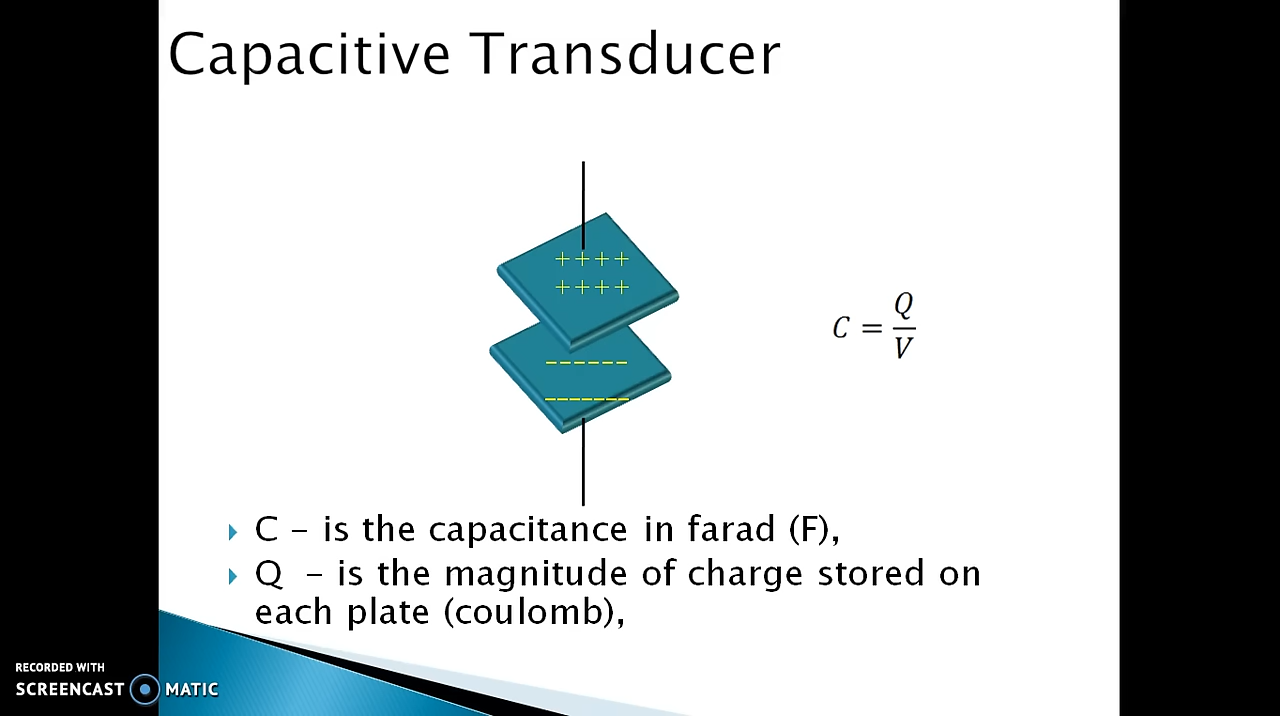 Capacitive Transducer
++++
++++
C = Q/V
------
-------
C – is the capacitance in farad (F),
Q – is the magnitude of charge stored on
each plate (coulomb),
RECORDED WITH
SCREENCAST MATIC